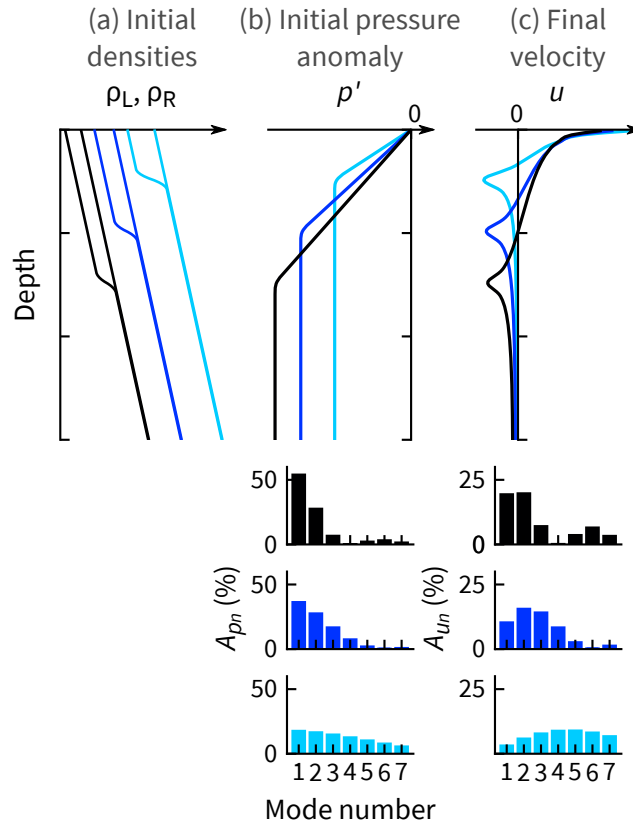 (a) Initial densities
(b) Initial pressure anomaly
(c) Final velocity
ρL, ρR
p'
u
0
0
Depth
50
0
25
0
50
0
25
0
50
0
25
0
Apn (%)
Aun (%)
1 2 3 4 5 6 7
1 2 3 4 5 6 7
Mode number